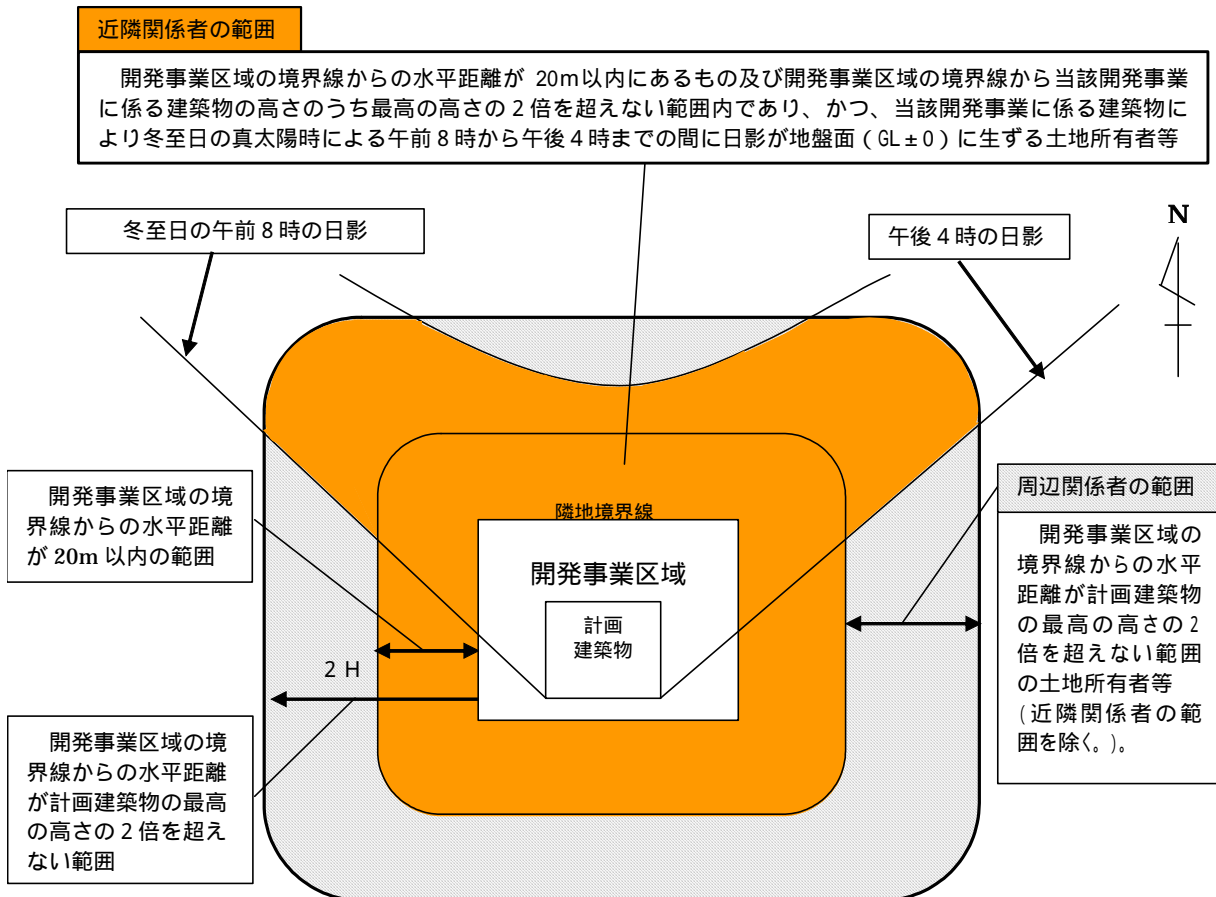 近隣関係者の範囲
開発事業区域の境界線からの水平距離が 20m以内にあるもの及び開発事業区域の境界線から当該開発事業
に係る建築物の高さのうち最高の高さの2倍を超えない範囲内であり、かつ、当該開発事業に係る建築物に
より冬至日の真太陽時による午前8時から午後4時までの間に日影が地盤面（GL±0）に生ずる土地所有者等
冬至日の午前8時の日影
午後4時の日影
N
開発事業区域の境
界線からの水平距離
が 20m 以内の範囲
隣地境界線
開発事業区域
計画
建築物
2H
開発事業区域の境
界線からの水平距離
が計画建築物の最高
の高さの2倍を超え
ない範囲
周辺関係者の範囲
開発事業区域の
境界線からの水平
距離が計画建築物
の最高の高さの2
倍を超えない範囲
の土地所有者等
(近隣関係者の範
囲を除く。)。